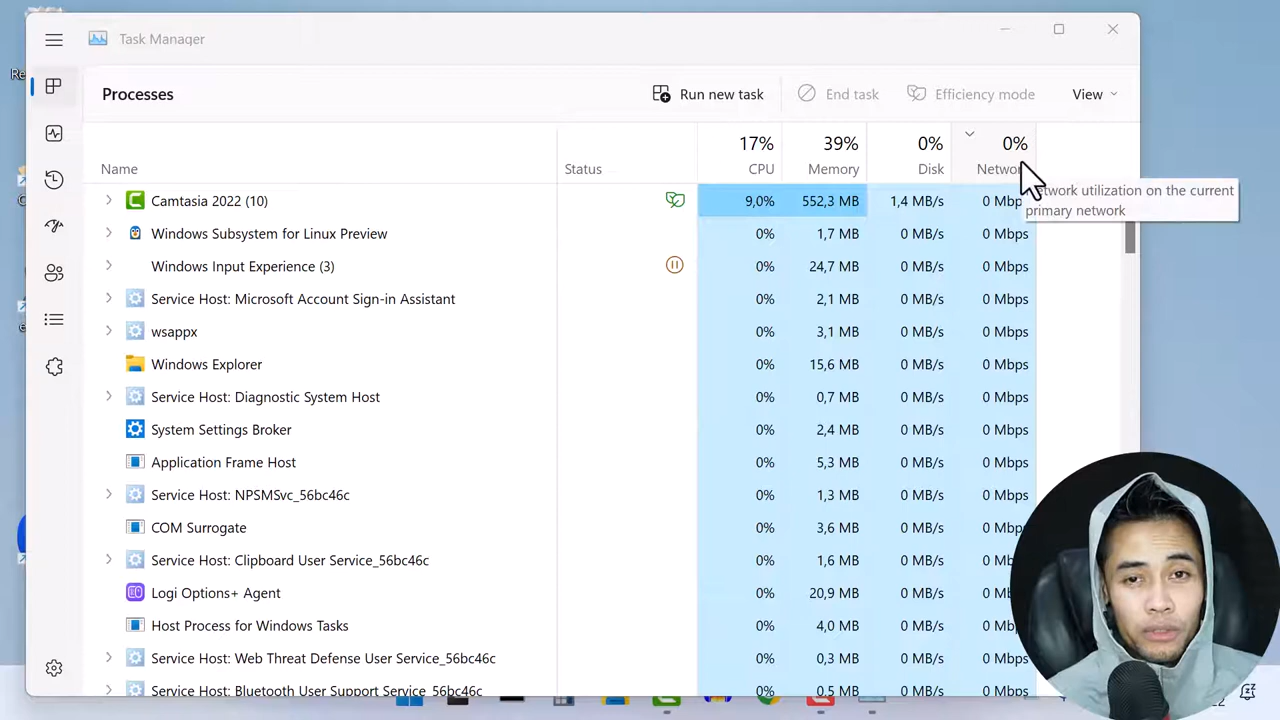 Task Manager
Processes
Run new task
End task
Efficiency mode
View
17%
39%
0%
0%
Name
Status
CPU
Memory
Disk
Camtasia 2022 (10)
9,0%
552,3 MB
1,4 MB/s
0 Mbps
network utilization on the current
primary network
Windows Subsystem for Linux Preview
0%
1,7 MB
0 MB/s
0 Mbps
Windows Input Experience (3)
0%
24,7 MB
0 MB/s
0 Mbps
Service Host: Microsoft Account Sign-in Assistant
0%
2,1 MB
0 MB/s
0 Mbps
wsappx
0%
3,1 MB
0 MB/s
0 Mbps
Windows Explorer
0%
15,6 MB
0 MB/s
0 Mbps
Service Host: Diagnostic System Host
0%
0,7 MB
0 MB/s
0 Mbps
System Settings Broker
0%
2,4 MB
0 MB/s
0 Mbps
Application Frame Host
0%
5,3 MB
0 MB/s
0 Mbps
Service Host: NPSMSvc_56bc46c
0%
1,3 MB
0 MB/s
0 Mbps
COM Surrogate
0%
3,6 MB
0 MB/s
0 Mbps
Service Host: Clipboard User Service_56bc46c
0%
1,6 MB
0 MB/s
0 Mbps
Logi Options+ Agent
0%
20,9 MB
0 MB/s
0
Host Process for Windows Tasks
0%
4,0 MB
0 MB/s
0
Service Host: Web Threat Defense User Service_56bc46c
0%
0,3 MB
0 MB/s
0
Service Host: Bluetooth User Support Service_56bc46c
0%
0,5 MB
0 MB/s
0